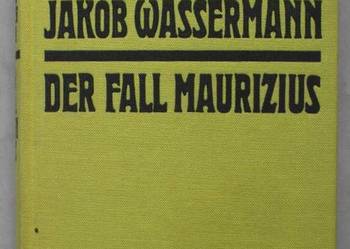 JAKOB WASSERMANN
DER FALL MAURIZIUS